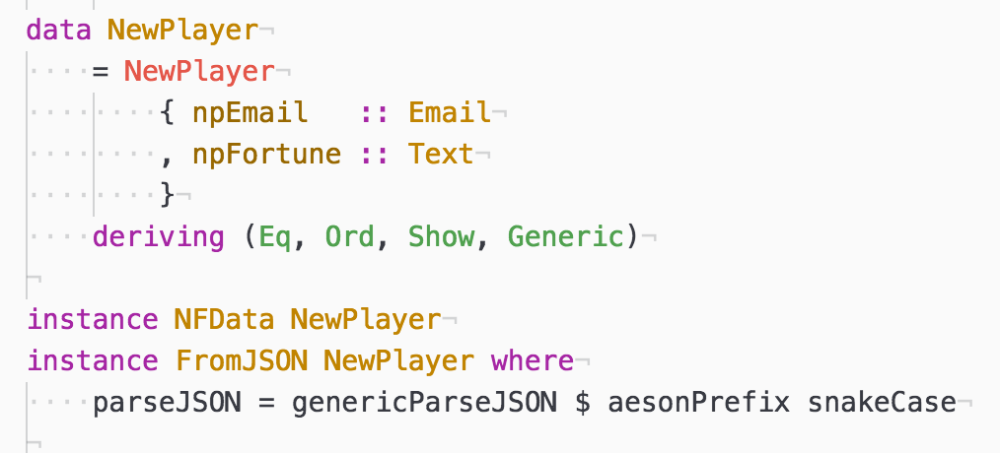 data NewPlayer
    = NewPlayer
        { npEmail   :: Email
        , npFortune :: Text
        }
    deriving (Eq, Ord, Show, Generic)

instance NFData NewPlayer
instance FromJSON NewPlayer where
    parseJSON = genericParseJSON $ aesonPrefix snakeCase